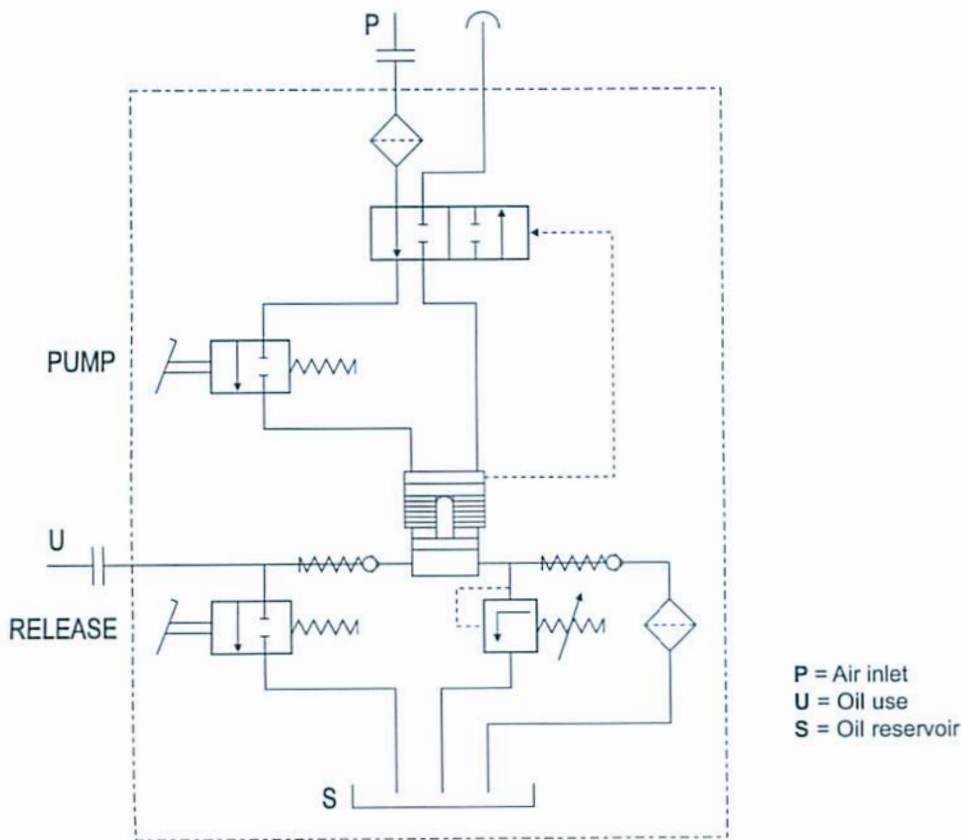 P
PUMP
U
RELEASE
S
P = Air inlet
U = Oil use
S = Oil reservoir